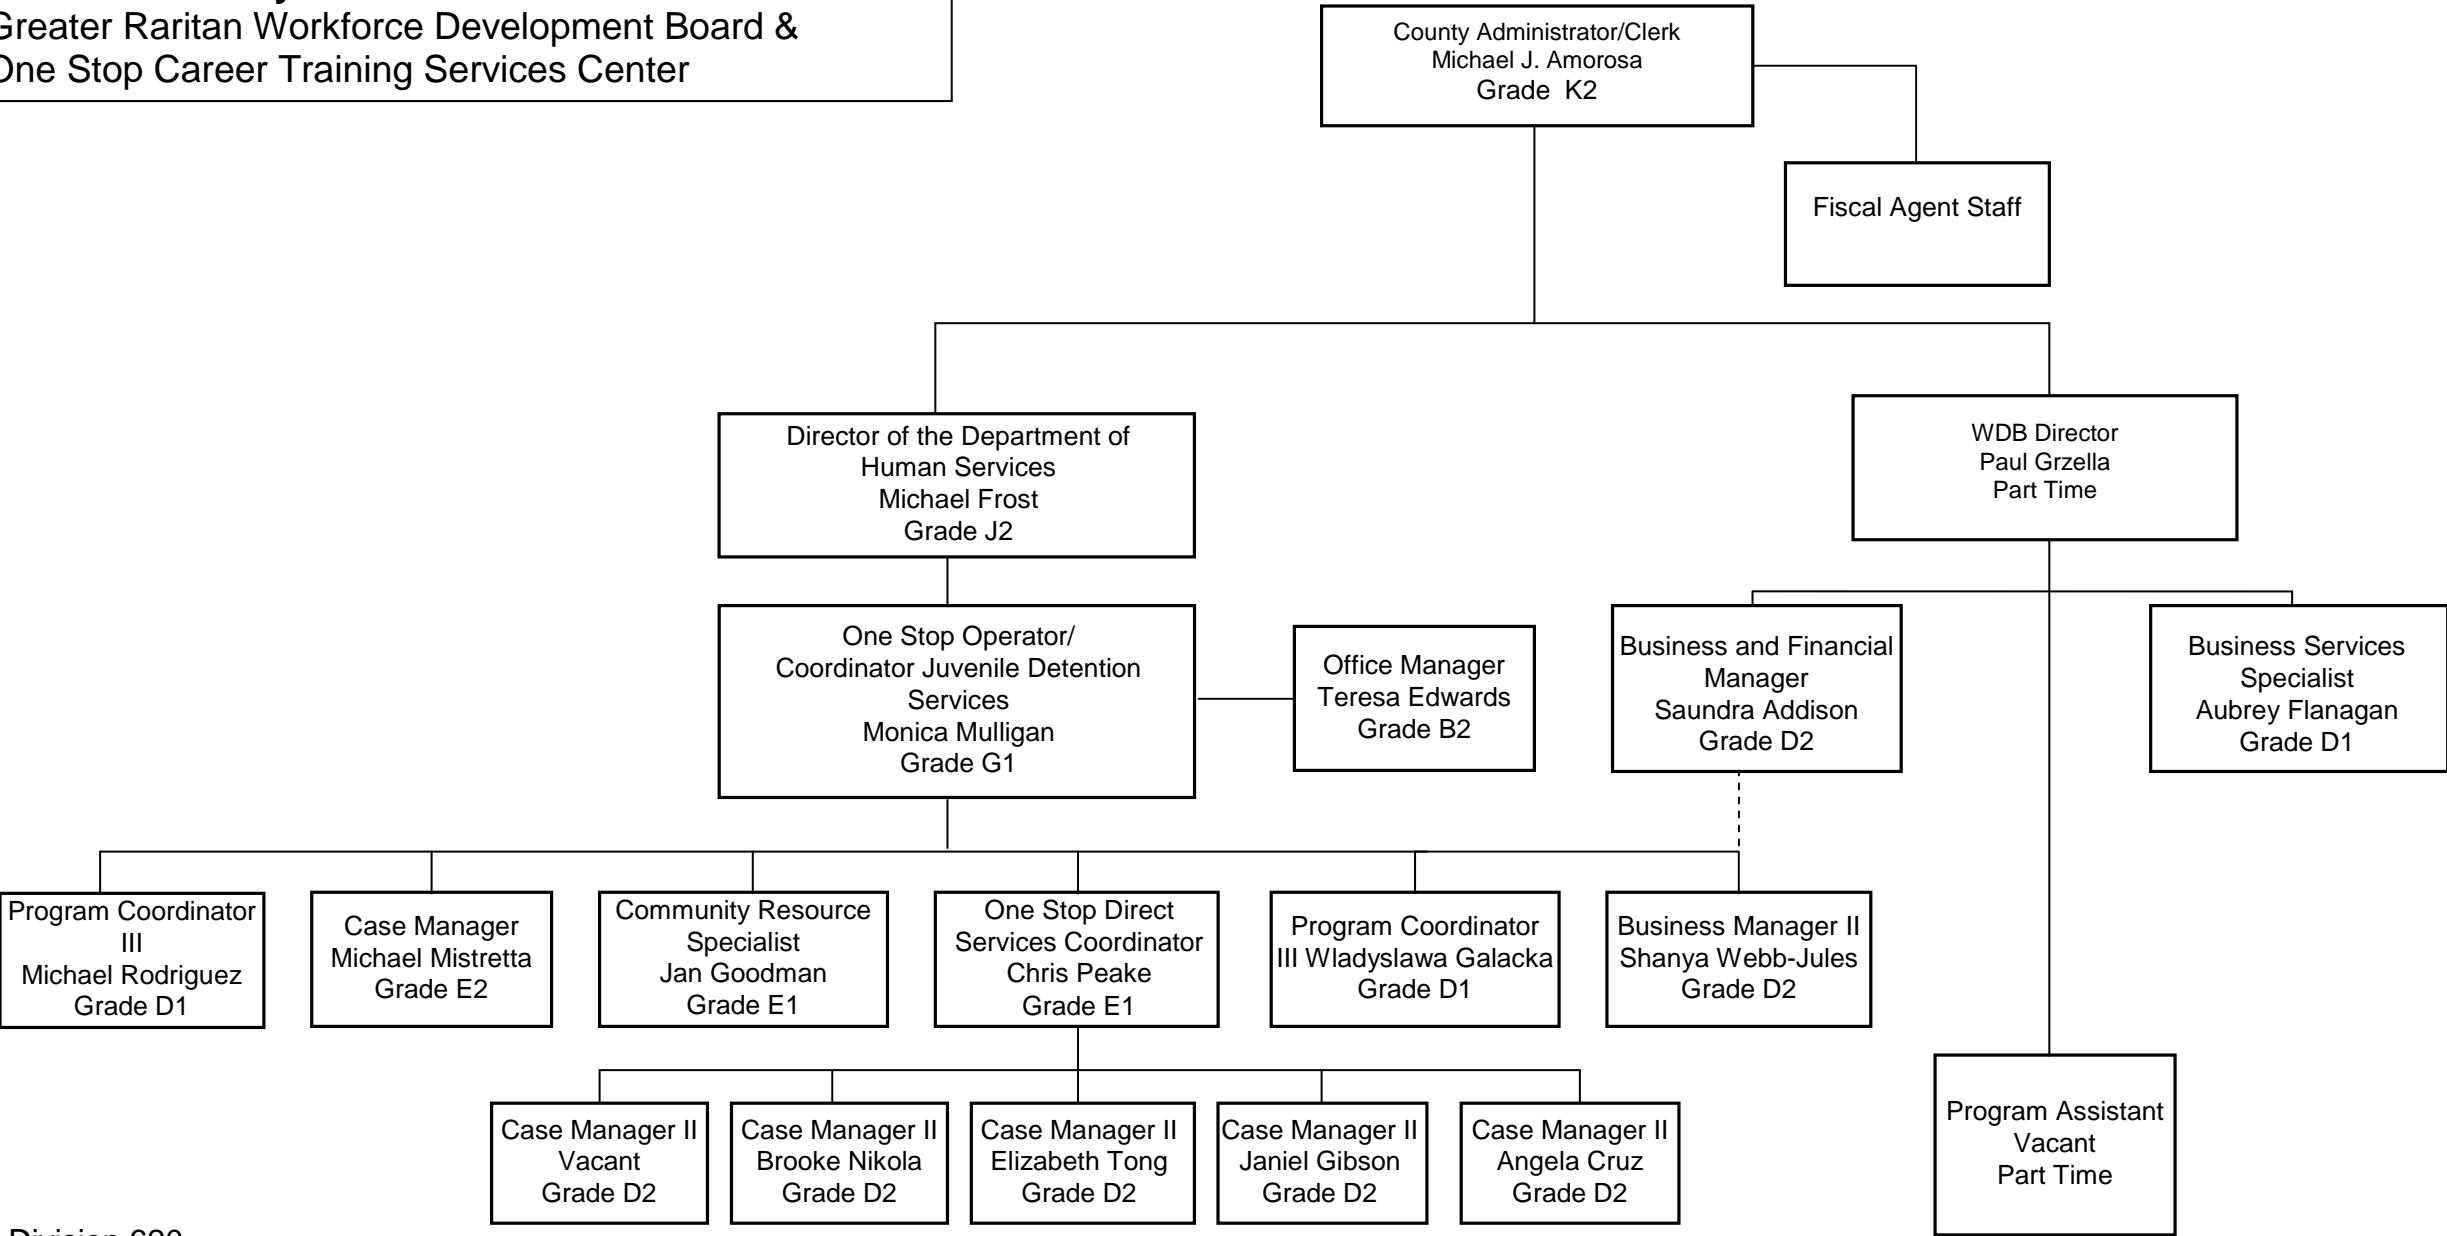 Greater Raritan Workforce Development Board &
One Stop Career Training Services Center
County Administrator/Clerk
Michael J. Amorosa
Grade K2
Fiscal Agent Staff
Director of the Department of
Human Services
Michael Frost
Grade J2
WDB Director
Paul Grzella
Part Time
One Stop Operator/
Coordinator Juvenile Detention
Services
Monica Mulligan
Grade G1
Office Manager
Teresa Edwards
Grade B2
Business and Financial
Manager
Saundra Addison
Grade D2
Business Services
Specialist
Aubrey Flanagan
Grade D1
Program Coordinator
III
Michael Rodriguez
Grade D1
Case Manager
Michael Mistretta
Grade E2
Community Resource
Specialist
Jan Goodman
Grade E1
One Stop Direct
Services Coordinator
Chris Peake
Grade E1
Program Coordinator
III Wladyslawa Galacka
Grade D1
Business Manager II
Shanya Webb-Jules
Grade D2
Case Manager II
Vacant
Grade D2
Case Manager II
Brooke Nikola
Grade D2
Case Manager II
Elizabeth Tong
Grade D2
Case Manager II
Janiel Gibson
Grade D2
Case Manager II
Angela Cruz
Grade D2
Program Assistant
Vacant
Part Time
Division